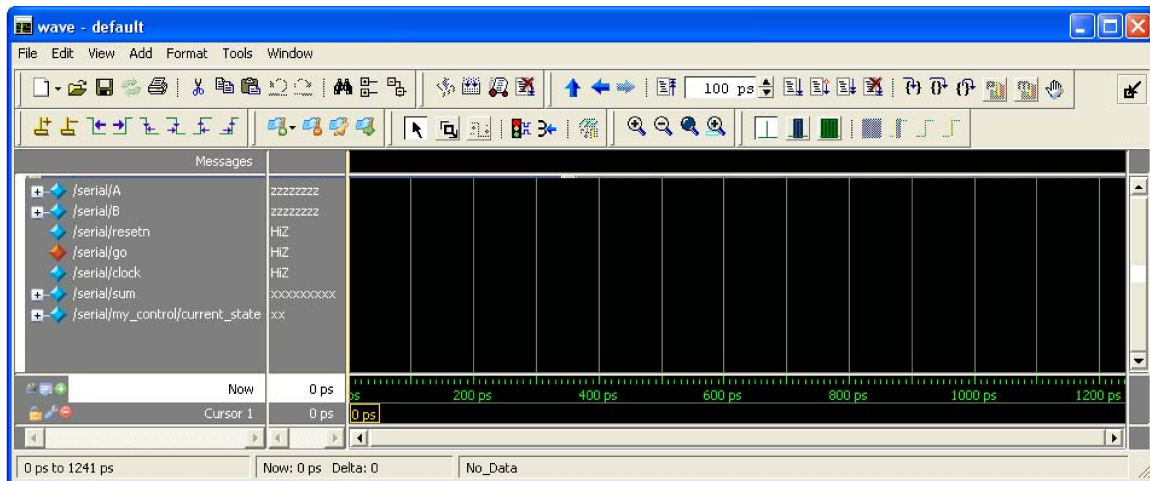 wave - default
File Edit View Add Format Tools Window
100 ps
Messages
/serial/A zzzzzzzz
/serial/B zzzzzzzz
/serial/resetn HiZ
/serial/go HiZ
/serial/clock HiZ
/serial/sum xxxxxxxxx
/serial/my_control/current_state xx
Now 0 ps ps 200 ps 400 ps 600 ps 800 ps 1000 ps 1200 ps
Cursor 1 0 ps 0 ps
0 ps to 1241 ps Now: 0 ps Delta: 0 No_Data